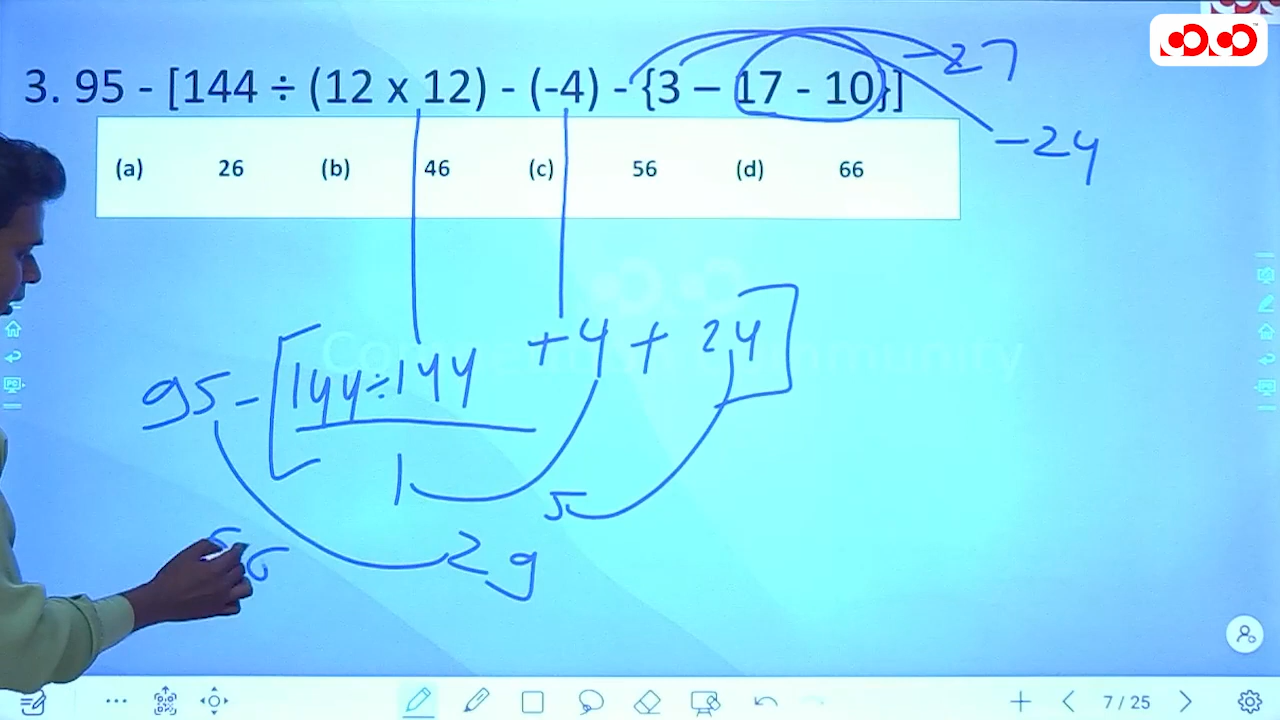 3. 95 - [144 ÷ (12 x 12) - (-4) - {3 – 17 - 10}]
-27
-24
(a) 26 (b) 46 (c) 56 (d) 66
95 - [144÷144 + 4 + 24]
1
5
29
66
7 / 25